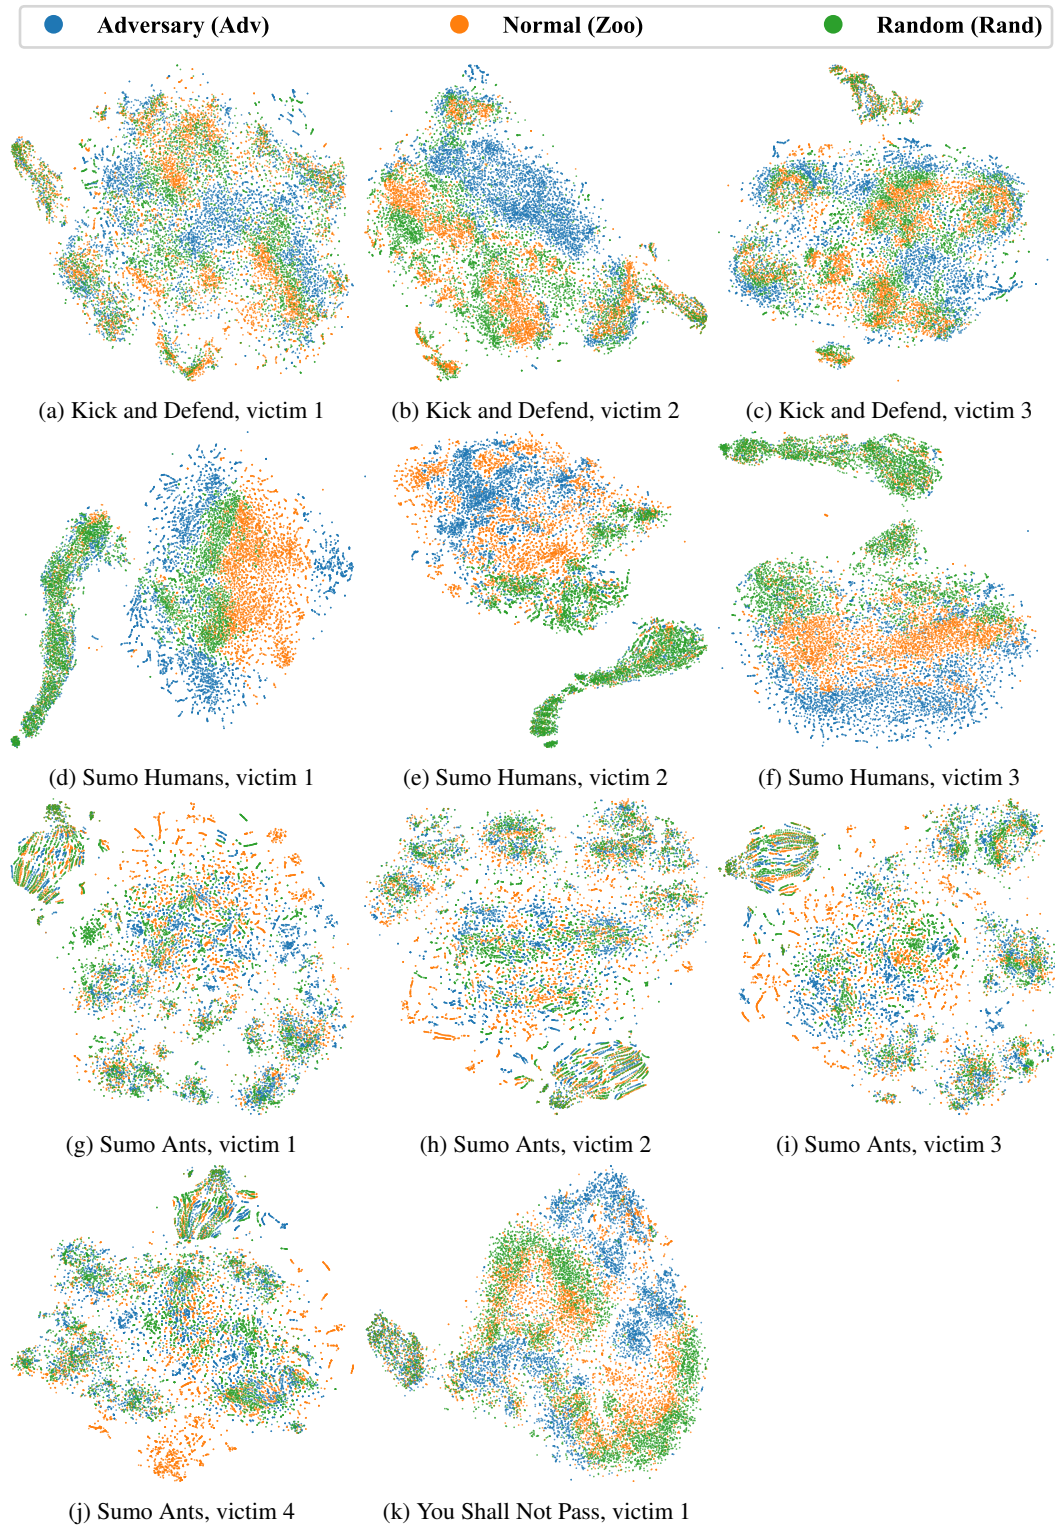 Adversary (Adv) Normal (Zoo) Random (Rand)
(a) Kick and Defend, victim 1 (b) Kick and Defend, victim 2 (c) Kick and Defend, victim 3
(d) Sumo Humans, victim 1 (e) Sumo Humans, victim 2 (f) Sumo Humans, victim 3
(g) Sumo Ants, victim 1 (h) Sumo Ants, victim 2 (i) Sumo Ants, victim 3
(j) Sumo Ants, victim 4 (k) You Shall Not Pass, victim 1